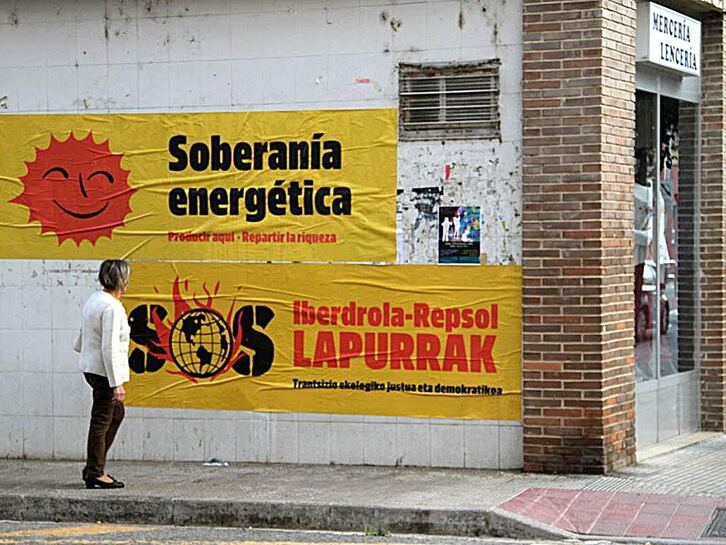 MERCERÍA
LENCERÍA
Soberanía
energética
Producir aquí · Repartir la riqueza
SOS
Iberdrola-Repsol
LAPURRAK
Trantsizio ekologiko justua eta demokratikoa